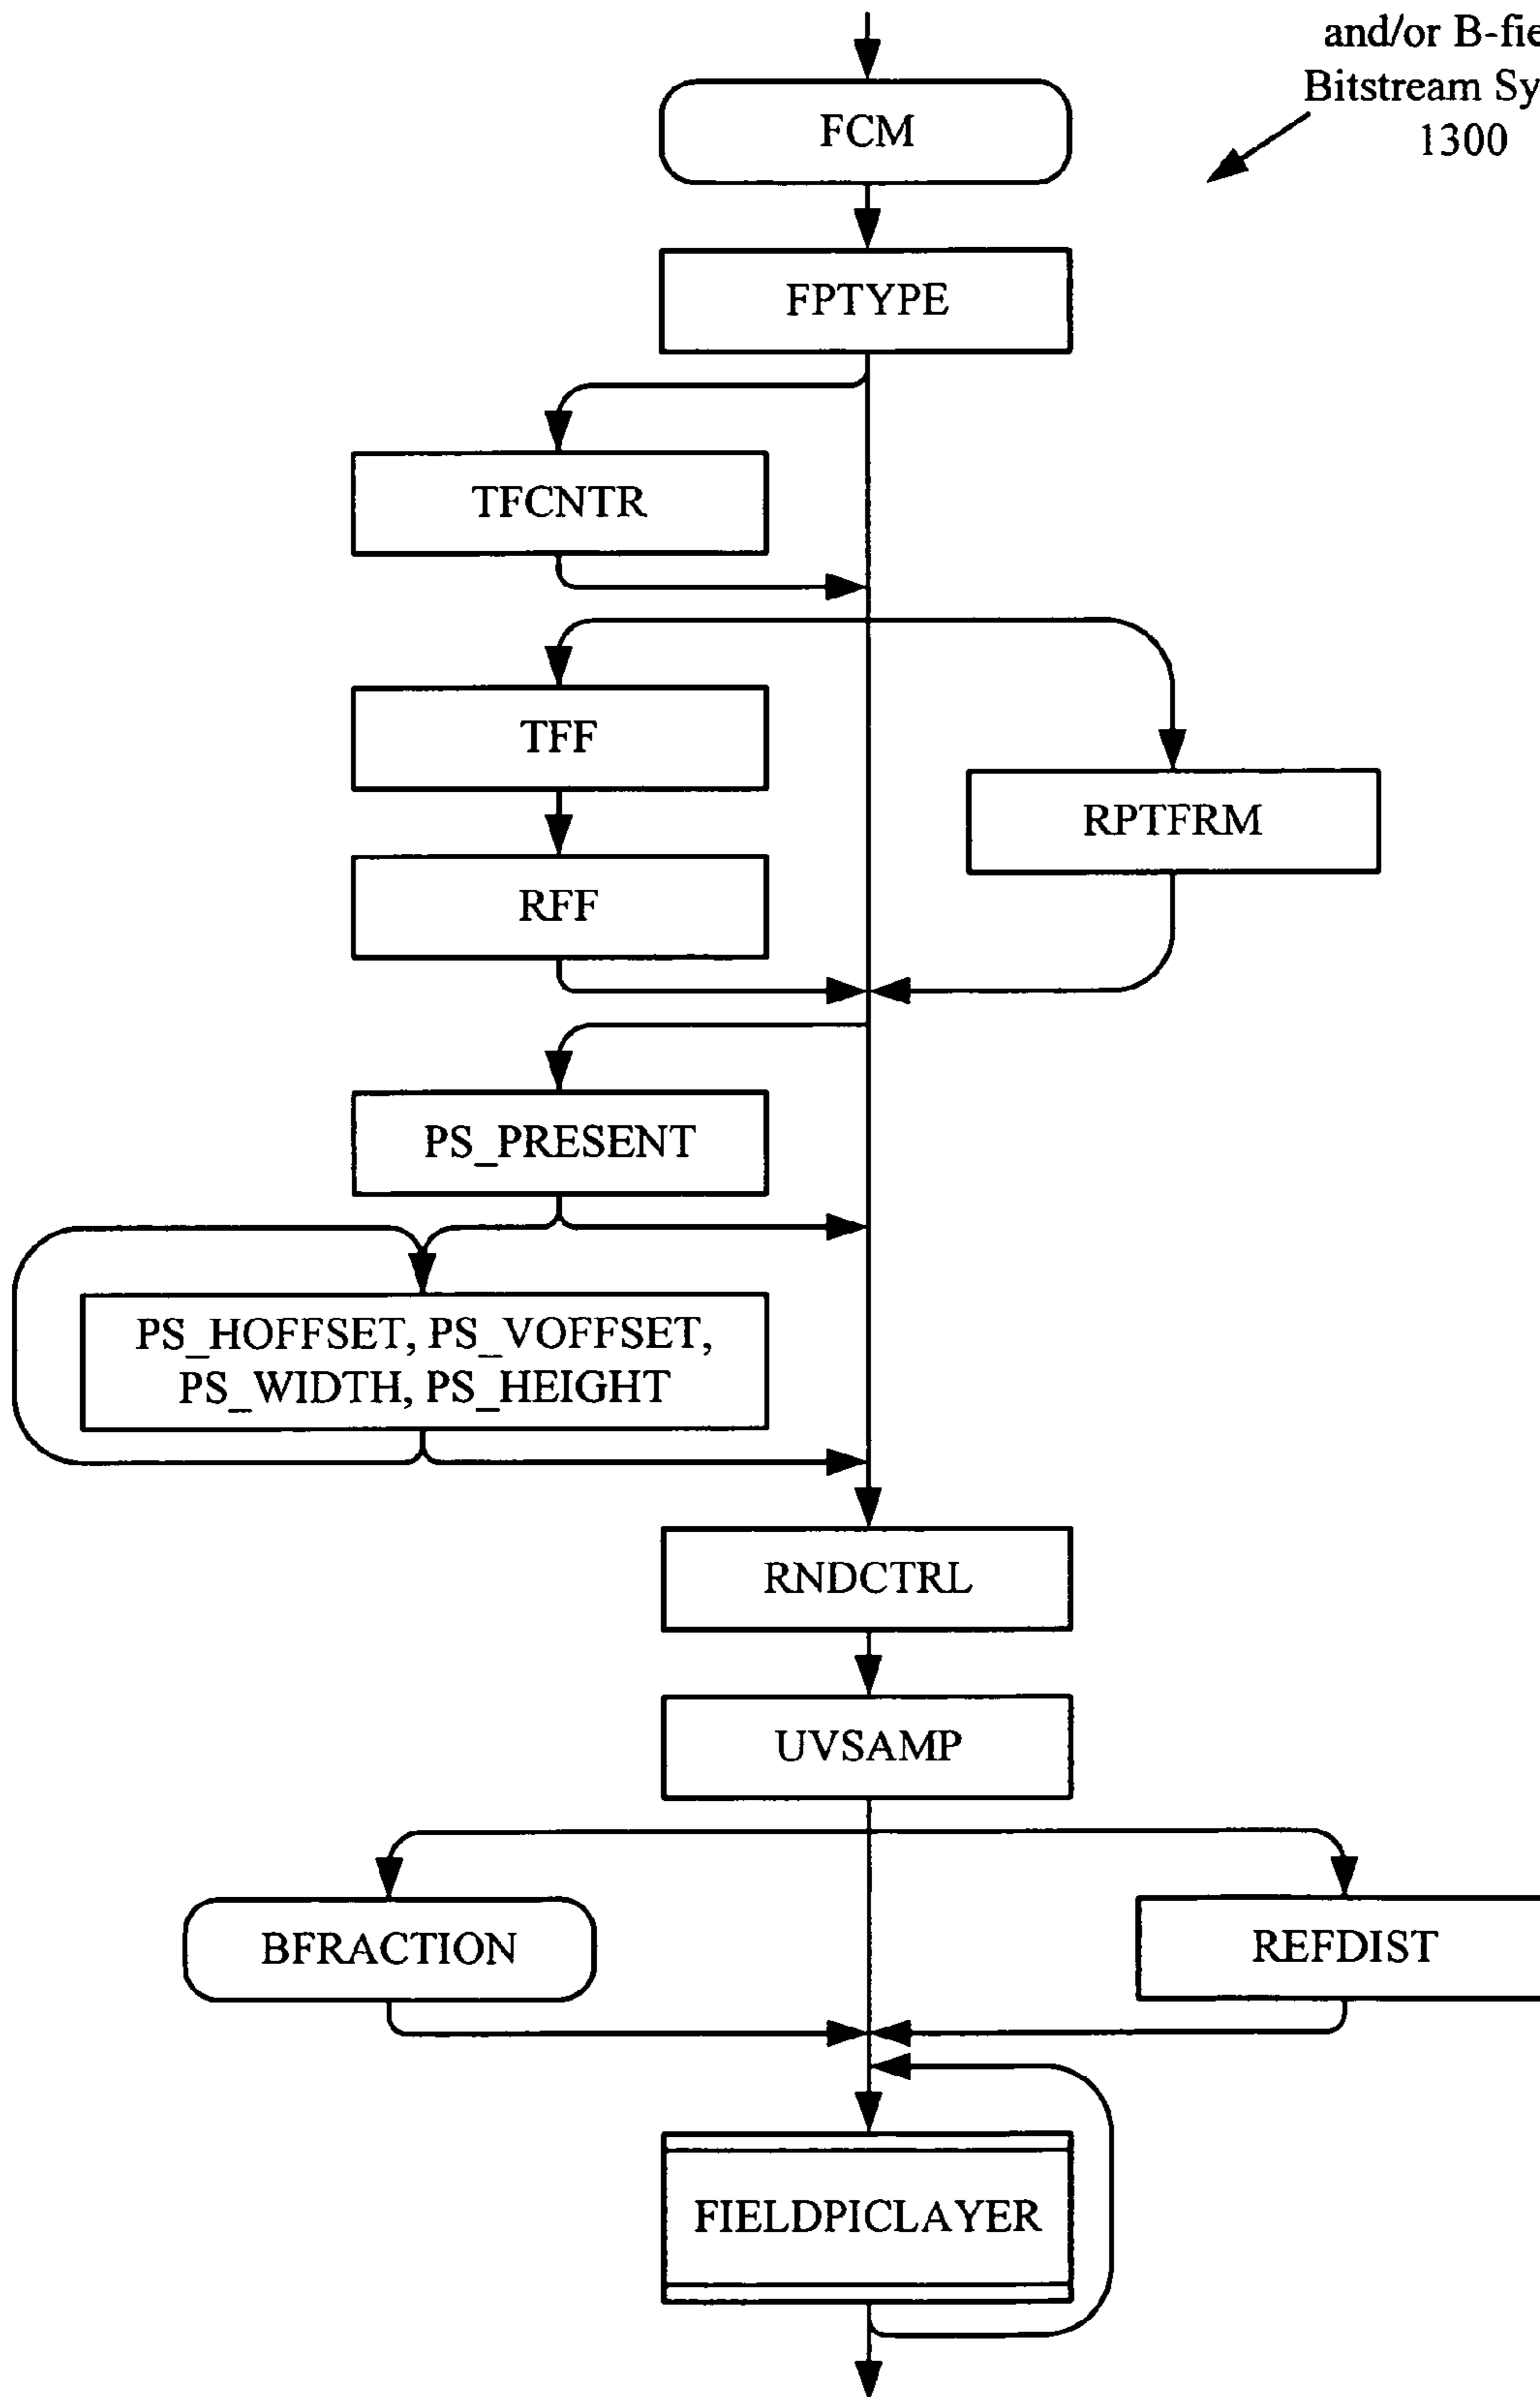 and/or B-fie
Bitstream Sy
1300
FCM
FPTYPE
TFCNTR
TFF
RPTFRM
RFF
PS_PRESENT
PS_HOFFSET, PS_VOFFSET,
PS_WIDTH, PS_HEIGHT
RNDCTRL
UVSAMP
BFRACTION
REFDIST
FIELDPICLAYER